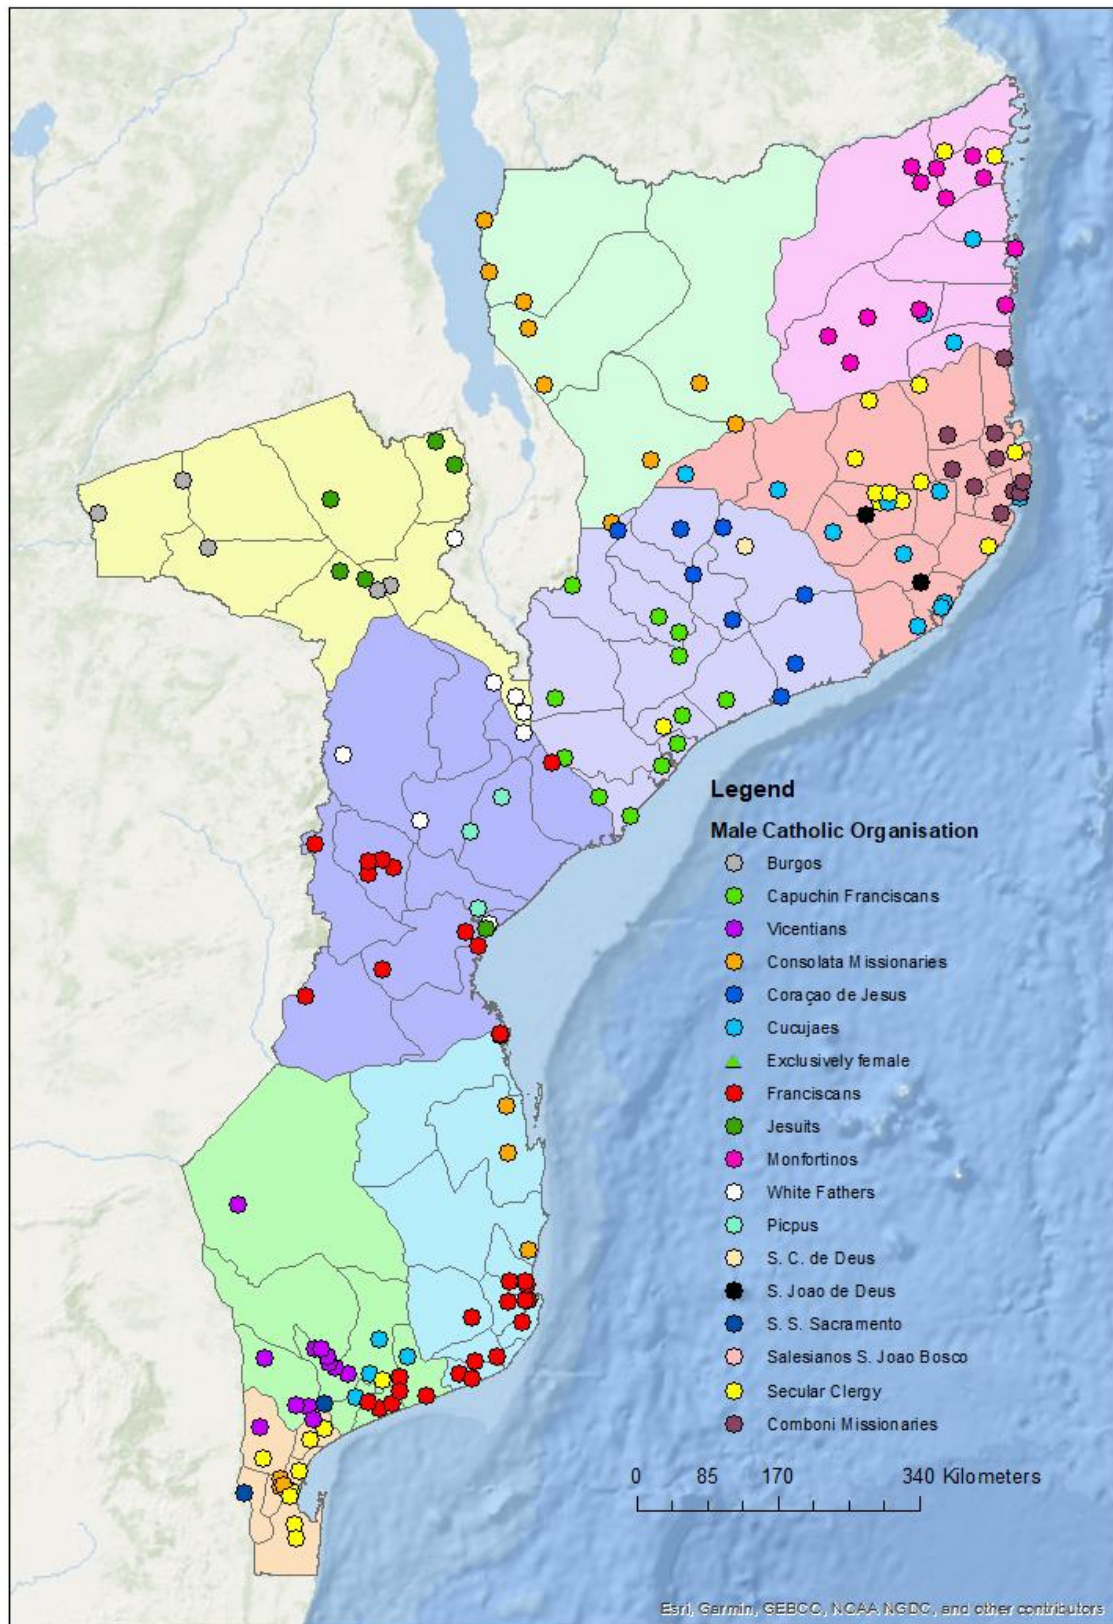 Legend
Male Catholic Organisation
Burgos
Capuchin Franciscans
Vicentians
Consolata Missionaries
Coraçao de Jesus
Cucujaes
Exclusively female
Franciscans
Jesuits
Monfortinos
White Fathers
Picpus
S. C. de Deus
S. Joao de Deus
S. S. Sacramento
Salesianos S. Joao Bosco
Secular Clergy
Comboni Missionaries
0 85 170 340 Kilometers
Esri, Garmin, GEBCO, NOAA NGDC, and other contributors